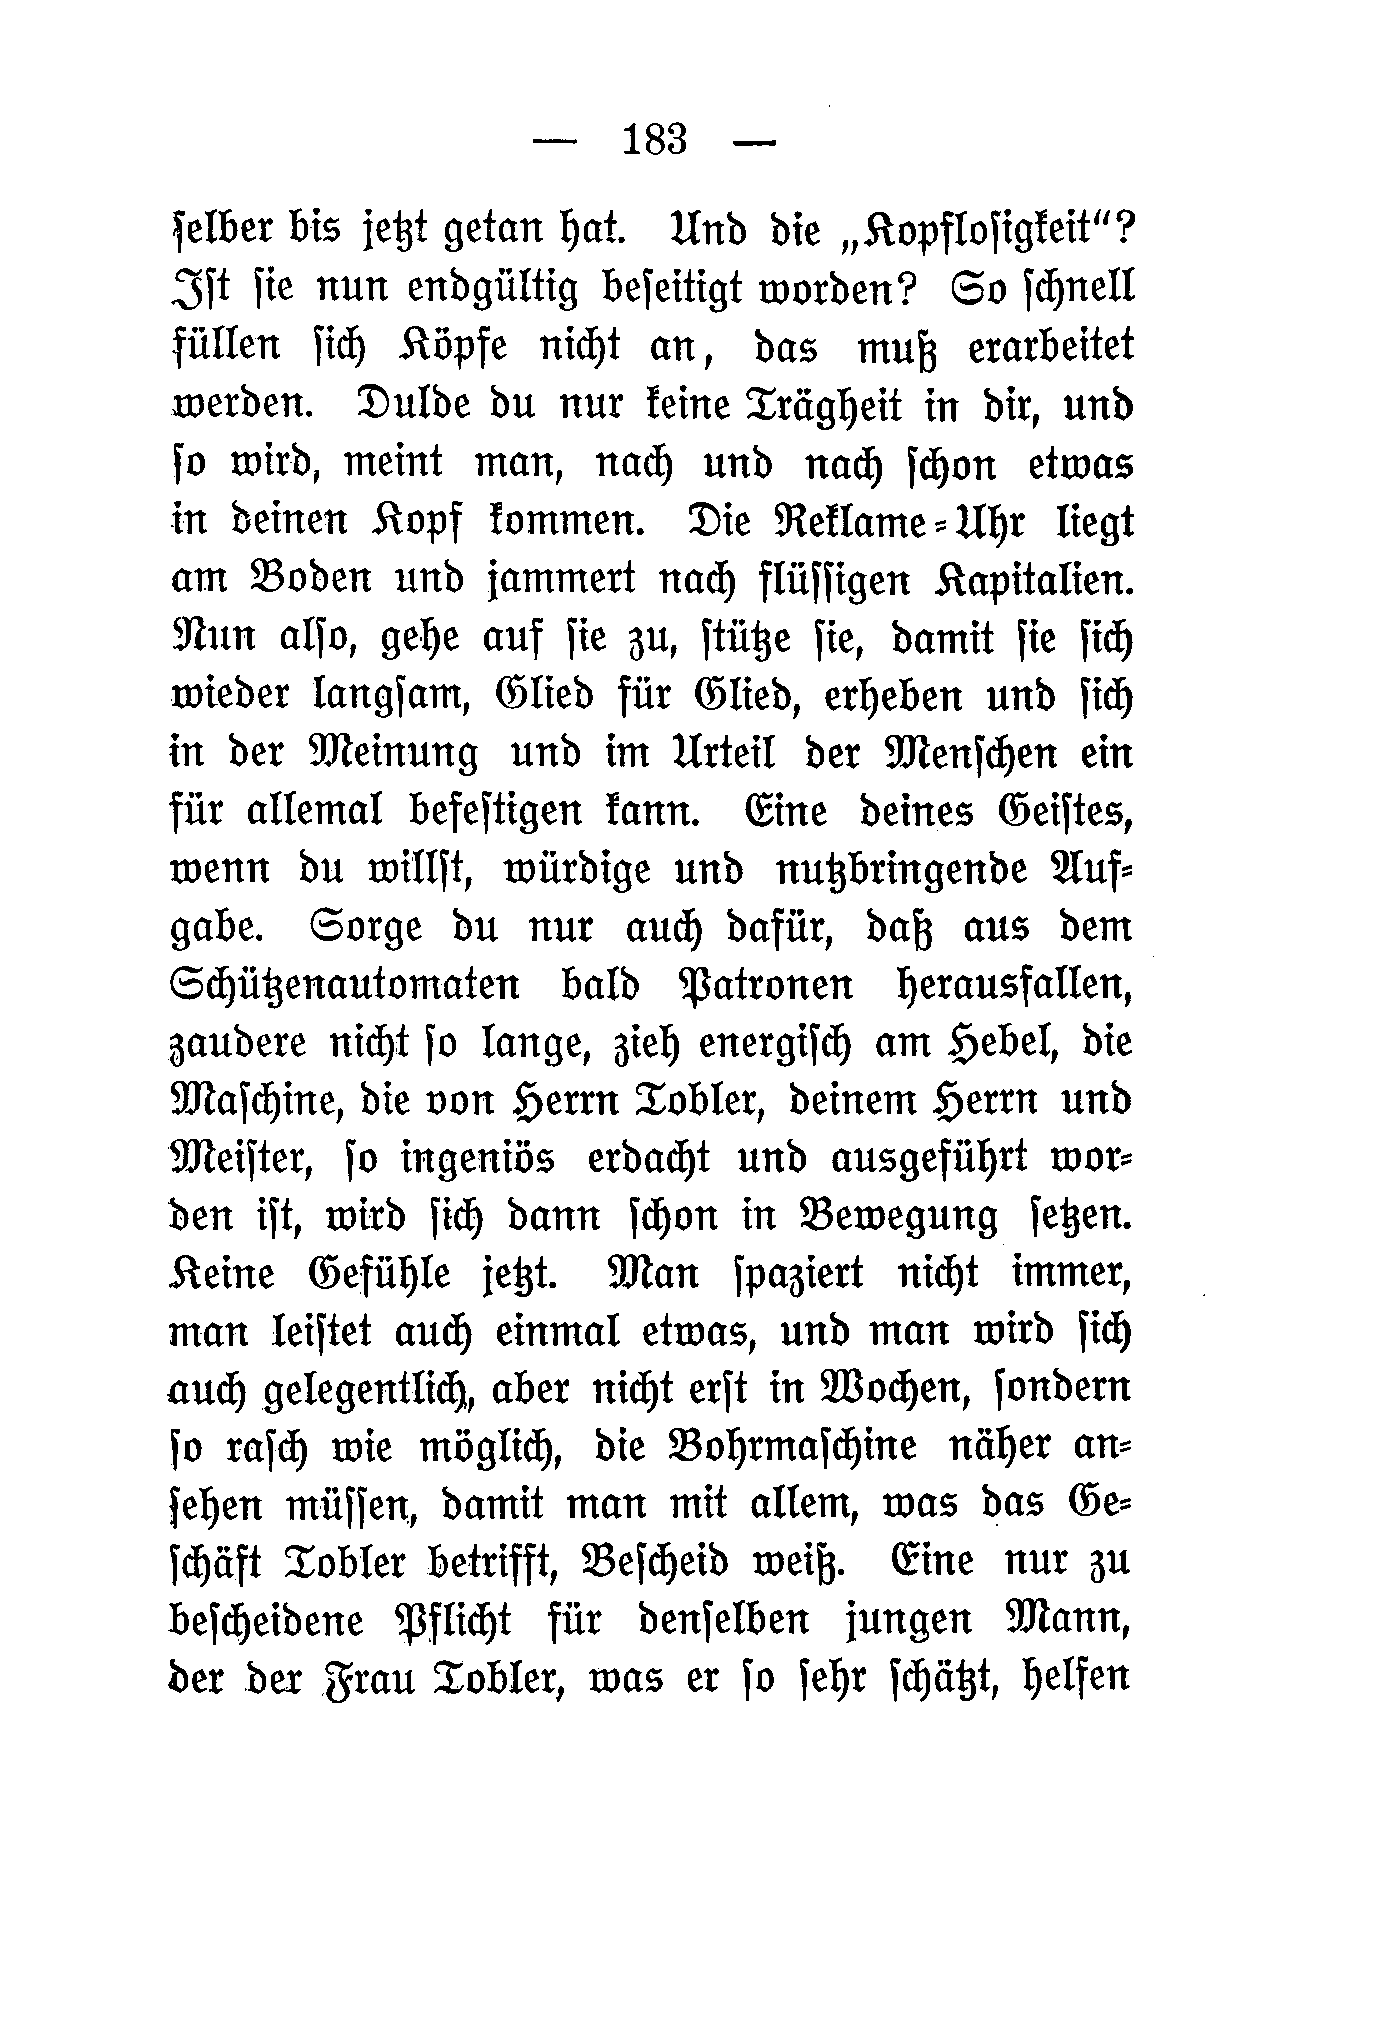 — 183 —
ſelber bis jetzt getan hat. Und die „Kopfloſigkeit“?
Iſt ſie nun endgültig beſeitigt worden? So ſchnell
füllen ſich Köpfe nicht an, das muß erarbeitet
werden. Dulde du nur keine Trägheit in dir, und
ſo wird, meint man, nach und nach ſchon etwas
in deinen Kopf kommen. Die Reklame-Uhr liegt
am Boden und jammert nach flüſſigen Kapitalien.
Nun alſo, gehe auf ſie zu, ſtütze ſie, damit ſie ſich
wieder langſam, Glied für Glied, erheben und ſich
in der Meinung und im Urteil der Menſchen ein
für allemal befeſtigen kann. Eine deines Geiſtes,
wenn du willſt, würdige und nutzbringende Auf-
gabe. Sorge du nur auch dafür, daß aus dem
Schützenautomaten bald Patronen herausfallen,
zaudere nicht ſo lange, zieh energiſch am Hebel, die
Maſchine, die von Herrn Tobler, deinem Herrn und
Meiſter, ſo ingeniös erdacht und ausgeführt wor-
den iſt, wird ſich dann ſchon in Bewegung ſetzen.
Keine Gefühle jetzt. Man ſpaziert nicht immer,
man leiſtet auch einmal etwas, und man wird ſich
auch gelegentlich, aber nicht erſt in Wochen, ſondern
ſo raſch wie möglich, die Bohrmaſchine näher an-
ſehen müſſen, damit man mit allem, was das Ge-
ſchäft Tobler betrifft, Beſcheid weiß. Eine nur zu
beſcheidene Pflicht für denſelben jungen Mann,
der der Frau Tobler, was er ſo ſehr ſchätzt, helfen